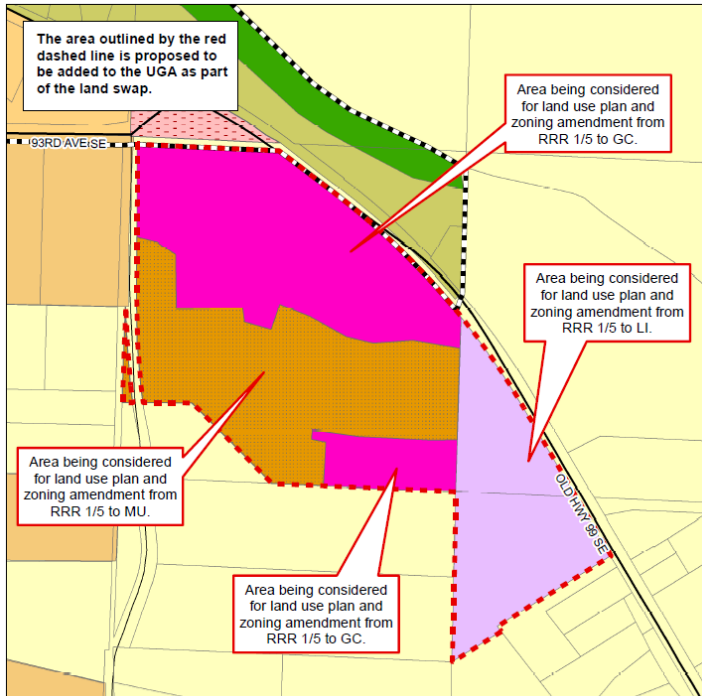 The area outlined by the red
dashed line is proposed to
be added to the UGA as part
of the land swap.
Area being considered
for land use plan and
zoning amendment from
RRR 1/5 to GC.
93RD AVE SE
Area being considered
for land use plan and
zoning amendment from
RRR 1/5 to LI.
Area being considered
for land use plan and
zoning amendment from
RRR 1/5 to MU.
OLD HWY 99 SE
Area being considered
for land use plan and
zoning amendment from
RRR 1/5 to GC.